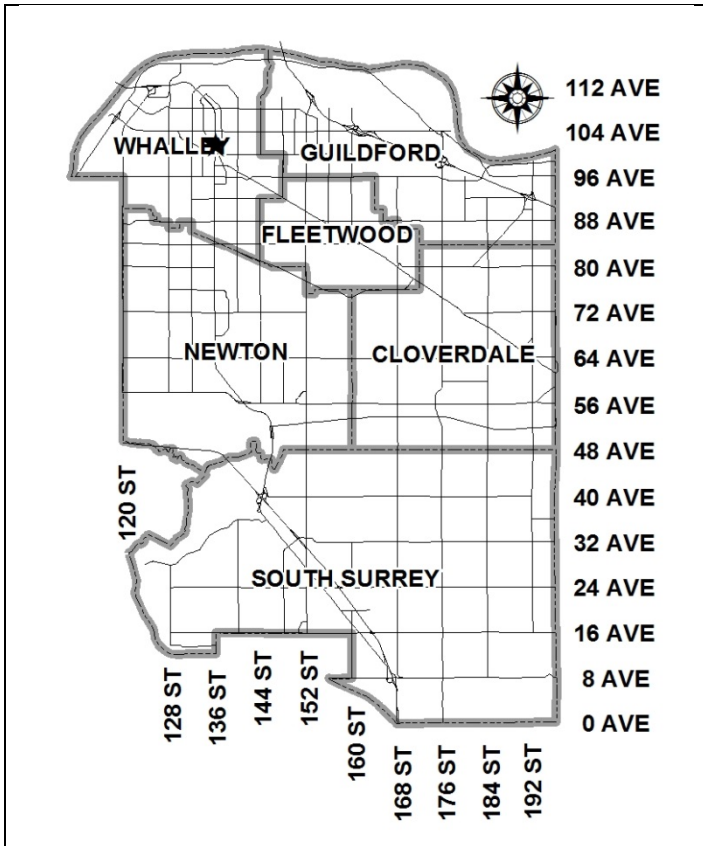 112 AVE
104 AVE
WHALLEY
GUILDFORD
96 AVE
88 AVE
FLEETWOOD
80 AVE
72 AVE
NEWTON
CLOVERDALE
64 AVE
56 AVE
48 AVE
120 ST
40 AVE
32 AVE
SOUTH SURREY
24 AVE
16 AVE
128 ST
136 ST
144 ST
152 ST
160 ST
8 AVE
0 AVE
168 ST
176 ST
184 ST
192 ST